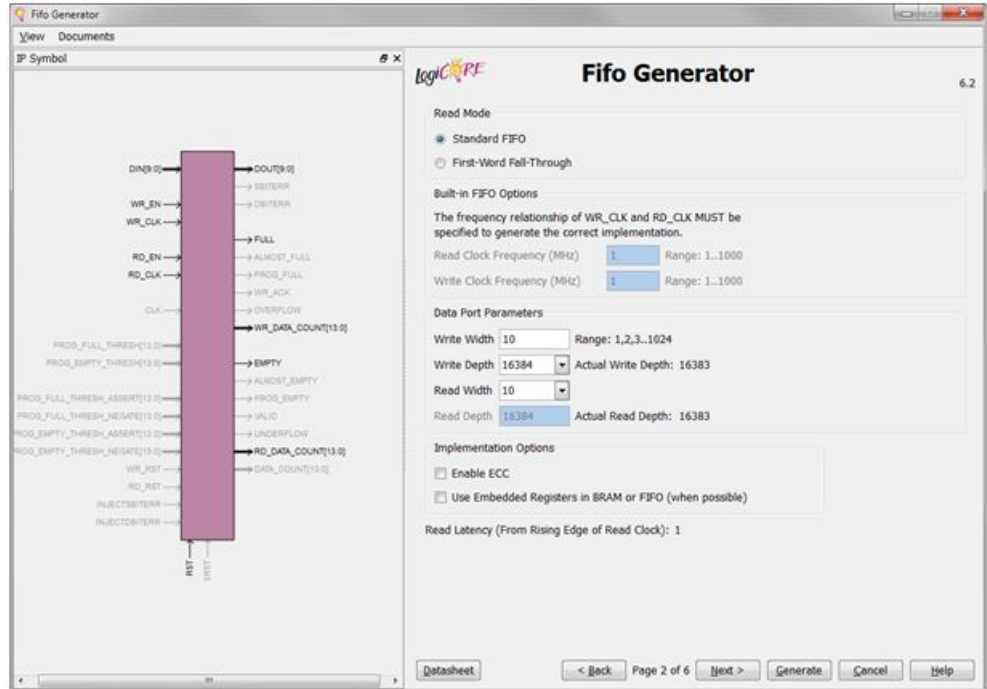 Fifo Generator
View Documents
IP Symbol
DIN[9:0]
WR_EN
WR_CLK
RD_EN
RD_CLK
CLK
PROG_FULL_THRESH[13:0]
PROG_EMPTY_THRESH[13:0]
PROG_FULL_THRESH_ASSERT[13:0]
PROG_FULL_THRESH_NEGATE[13:0]
PROG_EMPTY_THRESH_ASSERT[13:0]
PROG_EMPTY_THRESH_NEGATE[13:0]
WR_RST
RD_RST
INJECTSBITERR
INJECTDBITERR
DOUT[9:0]
SBITERR
DBITERR
FULL
ALMOST_FULL
PROG_FULL
WR_ACK
OVERFLOW
WR_DATA_COUNT[13:0]
EMPTY
ALMOST_EMPTY
PROG_EMPTY
VALID
UNDERFLOW
RD_DATA_COUNT[13:0]
DATA_COUNT[13:0]
RST
SRST
logiCORE
Fifo Generator
6.2
Read Mode
Standard FIFO
First-Word Fall-Through
Built-in FIFO Options
The frequency relationship of WR_CLK and RD_CLK MUST be
specified to generate the correct implementation.
Read Clock Frequency (MHz) 1 Range: 1..1000
Write Clock Frequency (MHz) 1 Range: 1..1000
Data Port Parameters
Write Width 10 Range: 1,2,3..1024
Write Depth 16384 Actual Write Depth: 16383
Read Width 10
Read Depth 16384 Actual Read Depth: 16383
Implementation Options
Enable ECC
Use Embedded Registers in BRAM or FIFO (when possible)
Read Latency (From Rising Edge of Read Clock): 1
Datasheet < Back Page 2 of 6 Next > Generate Cancel Help